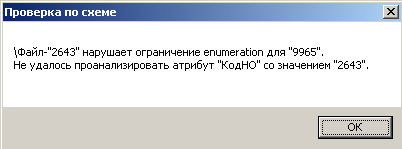 Проверка по схеме
\Файл-"2643" нарушает ограничение enumeration для "9965".
Не удалось проанализировать атрибут "КодНО" со значением "2643".
OK